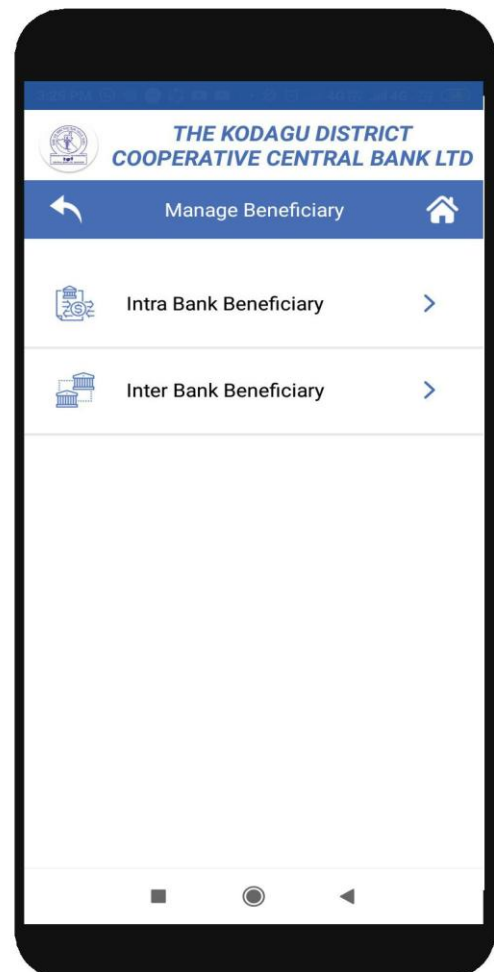 THE KODAGU DISTRICT
COOPERATIVE CENTRAL BANK LTD
Manage Beneficiary
Intra Bank Beneficiary
Inter Bank Beneficiary